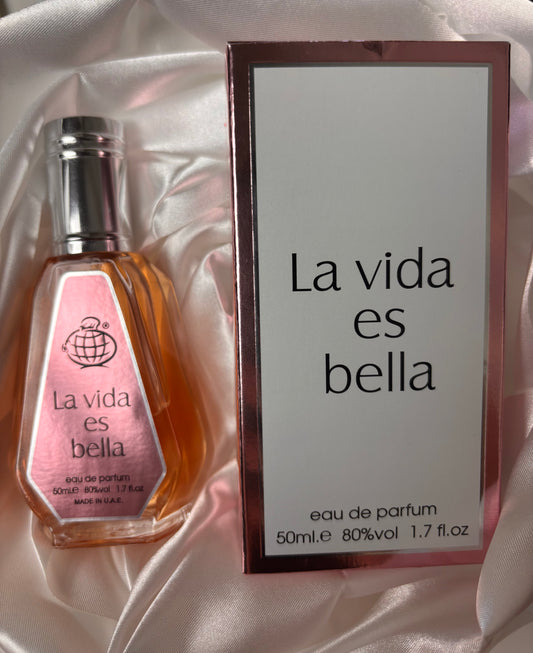 La vida
es
bella
eau de parfum
50ml.e 80%vol 1.7 fl.oz
MADE IN U.A.E.
La vida
es
bella
eau de parfum
50ml.e 80%vol 1.7 fl.oz